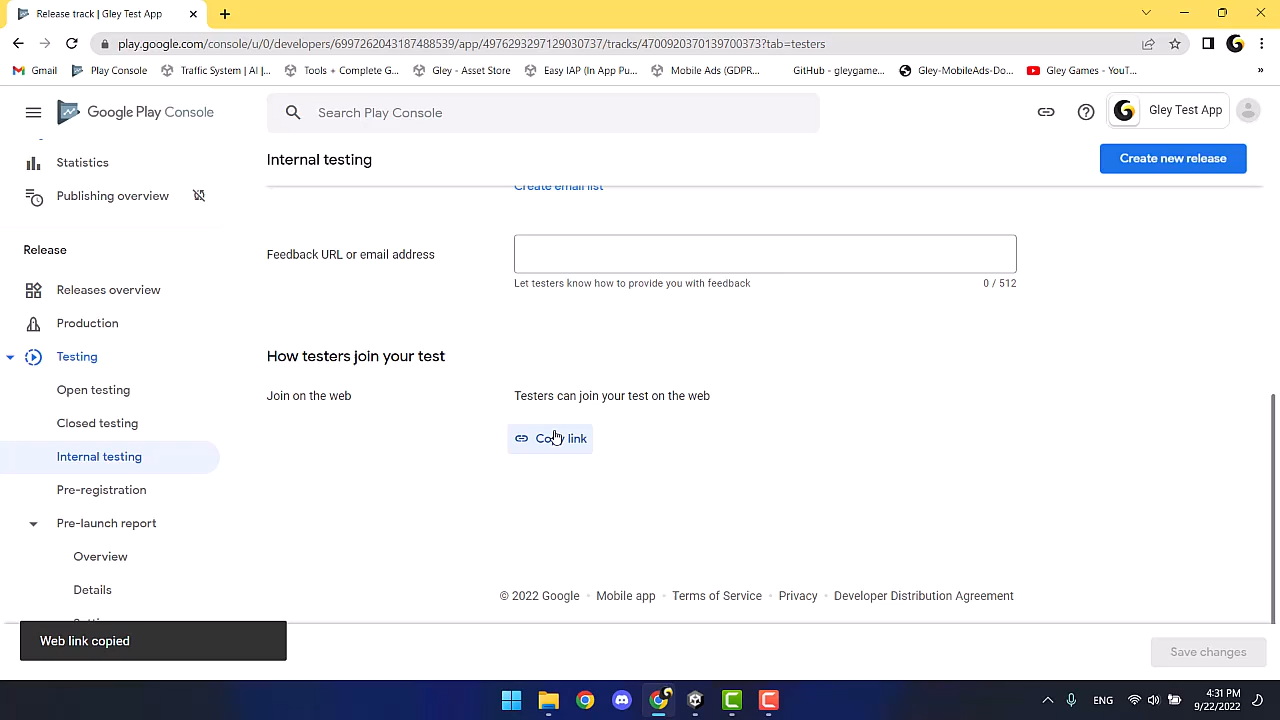 Release track | Gley Test App
play.google.com/console/u/0/developers/6997262043187488539/app/4976293207129030737/tracks/4700920370139700373?tab=testers
Gmail
Play Console
Traffic System | AI |...
Tools + Complete G...
Gley - Asset Store
Easy IAP (In App Pu...
Mobile Ads (GDPR...
GitHub - gleygame...
Gley-MobileAds-Do...
Gley Games - YouT...
»
Google Play Console
Search Play Console
Gley Test App
Statistics
Publishing overview
Release
Releases overview
Production
Testing
Open testing
Closed testing
Internal testing
Pre-registration
Pre-launch report
Overview
Details
Internal testing
Create new release
Create email list
Feedback URL or email address
Let testers know how to provide you with feedback
0 / 512
How testers join your test
Join on the web
Testers can join your test on the web
Copy link
© 2022 Google
Mobile app
Terms of Service
Privacy
Developer Distribution Agreement
Web link copied
Save changes
ENG
4:31 PM
9/22/2022